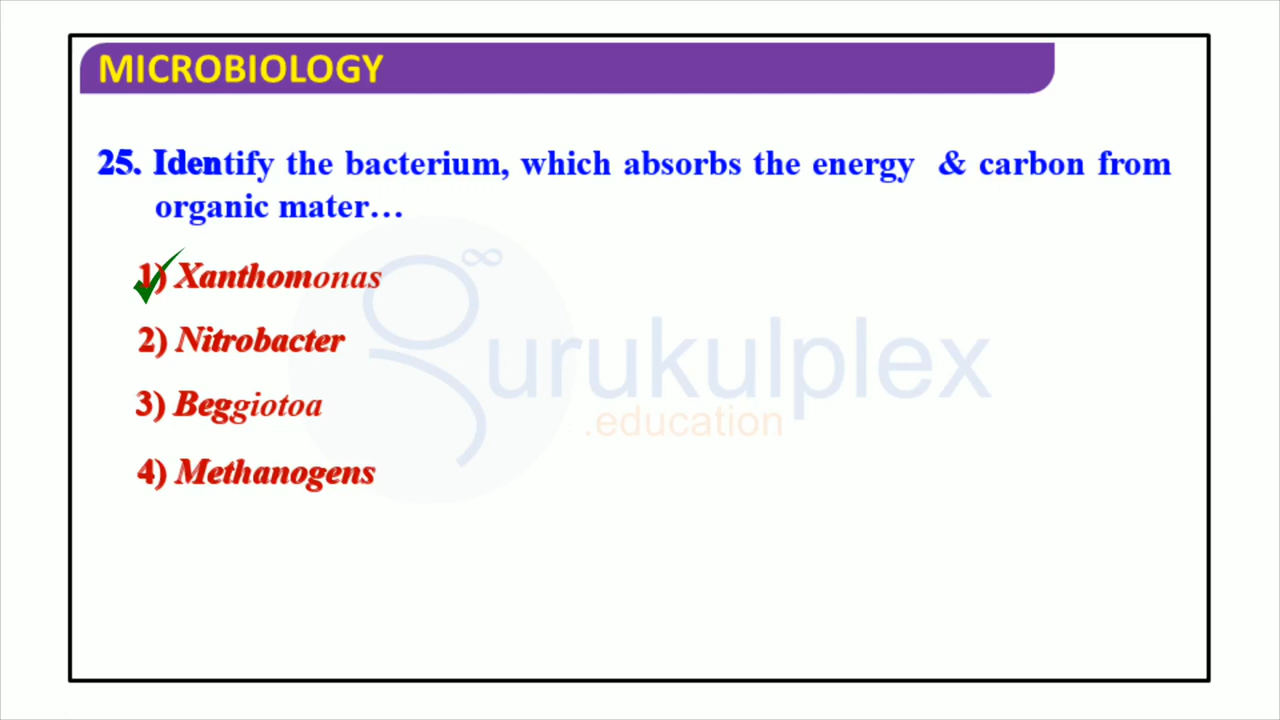 MICROBIOLOGY
25. Identify the bacterium, which absorbs the energy & carbon from
organic mater...
1) Xanthomonas
2) Nitrobacter
3) Beggiotoa
4) Methanogens
gurukulplex
.education